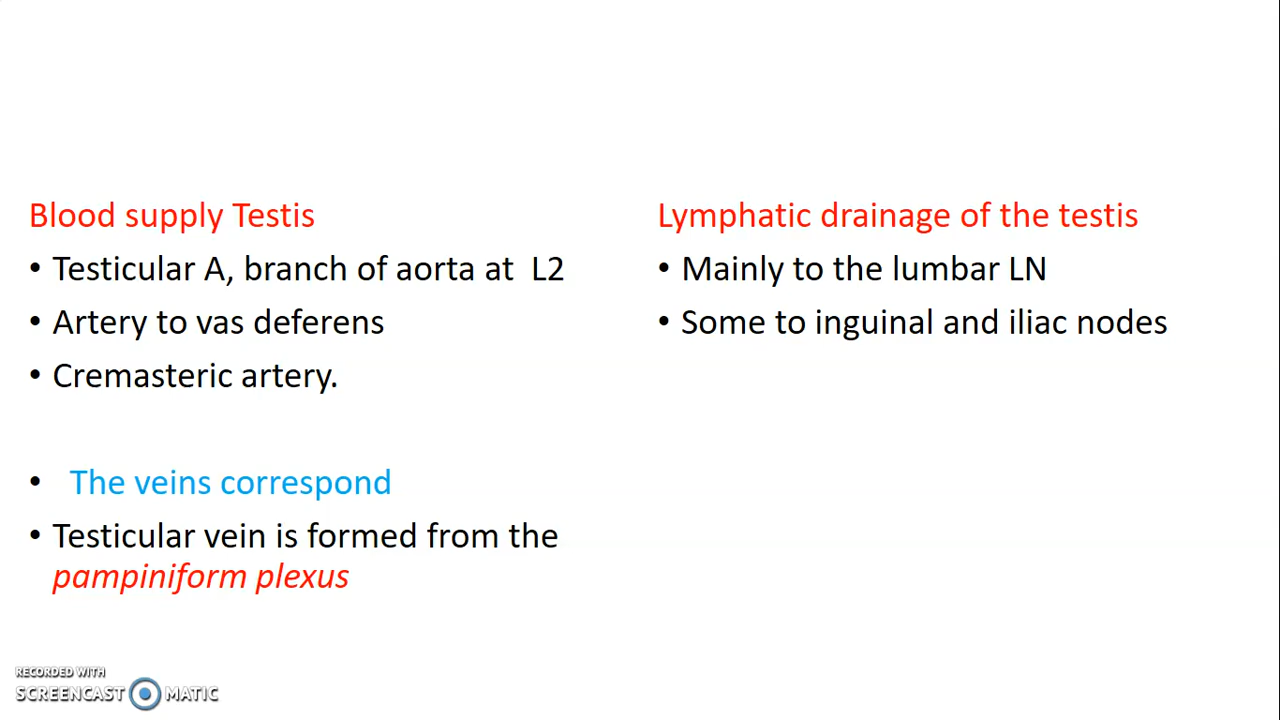 Blood supply Testis
• Testicular A, branch of aorta at L2
• Artery to vas deferens
• Cremasteric artery.
• The veins correspond
• Testicular vein is formed from the
pampiniform plexus
Lymphatic drainage of the testis
• Mainly to the lumbar LN
• Some to inguinal and iliac nodes
RECORDED WITH
SCREENCAST MATIC